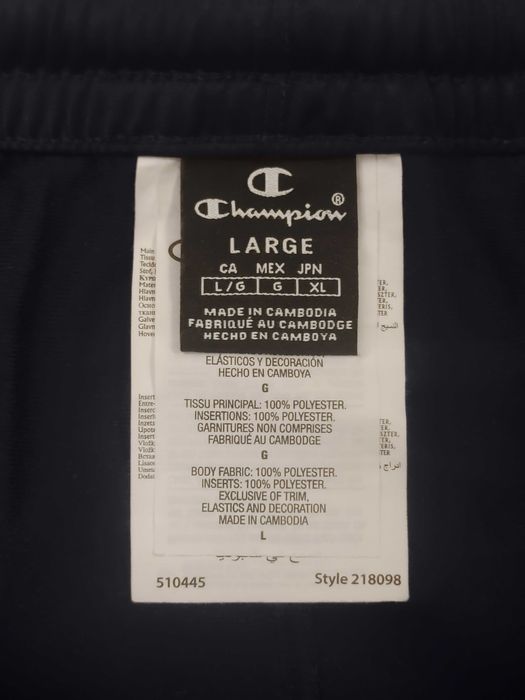 C
Champion®
LARGE
CA MEX JPN
L/G G XL
MADE IN CAMBODIA
FABRIQUÉ AU CAMBODGE
HECHO EN CAMBOYA
ELÁSTICOS Y DECORACIÓN
HECHO EN CAMBOYA
G
TISSU PRINCIPAL: 100% POLYESTER.
INSERTIONS: 100% POLYESTER.
GARNITURES NON COMPRISES
FABRIQUÉ AU CAMBODGE
G
BODY FABRIC: 100% POLYESTER.
INSERTS: 100% POLYESTER.
EXCLUSIVE OF TRIM,
ELASTICS AND DECORATION
MADE IN CAMBODIA
L
510445 Style 218098